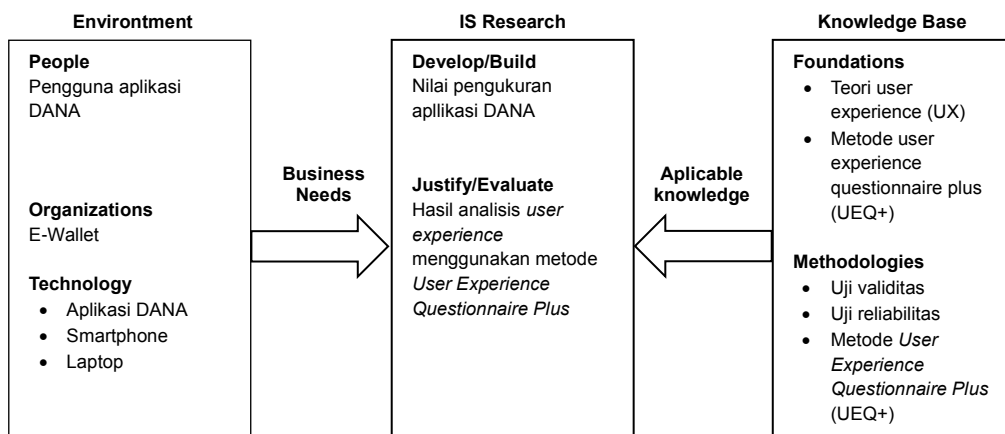 Environtment
People
Pengguna aplikasi
DANA
Organizations
E-Wallet
Technology
• Aplikasi DANA
• Smartphone
• Laptop
Business
Needs
IS Research
Develop/Build
Nilai pengukuran
apllikasi DANA
Justify/Evaluate
Hasil analisis user
experience
menggunakan metode
User Experience
Questionnaire Plus
Aplicable
knowledge
Knowledge Base
Foundations
• Teori user
experience (UX)
• Metode user
experience
questionnaire plus
(UEQ+)
Methodologies
• Uji validitas
• Uji reliabilitas
• Metode User
Experience
Questionnaire Plus
(UEQ+)